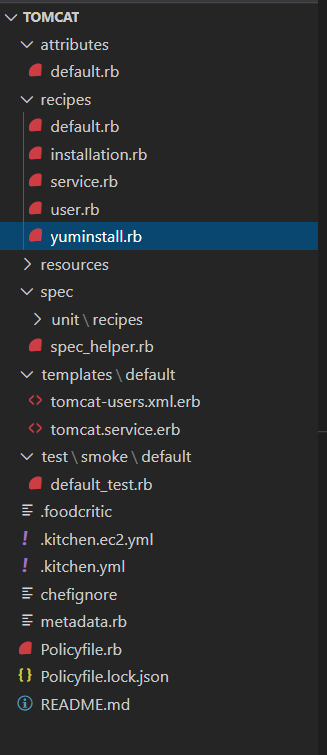 TOMCAT
attributes
default.rb
recipes
default.rb
installation.rb
service.rb
user.rb
yuminstall.rb
resources
spec
unit \ recipes
spec_helper.rb
templates \ default
tomcat-users.xml.erb
tomcat.service.erb
test \ smoke \ default
default_test.rb
.foodcritic
! .kitchen.ec2.yml
! .kitchen.yml
chefignore
metadata.rb
Policyfile.rb
{} Policyfile.lock.json
README.md